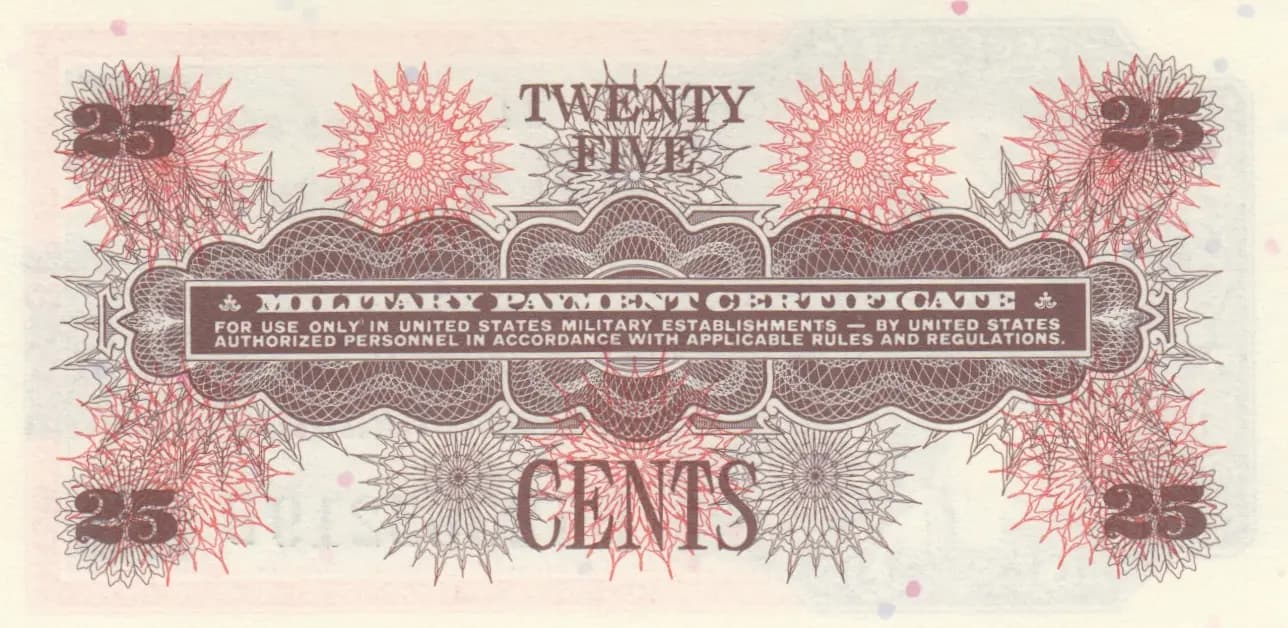 25 TWENTY 25
FIVE
MILITARY PAYMENT CERTIFICATE
FOR USE ONLY IN UNITED STATES MILITARY ESTABLISHMENTS — BY UNITED STATES
AUTHORIZED PERSONNEL IN ACCORDANCE WITH APPLICABLE RULES AND REGULATIONS.
25 CENTS 25